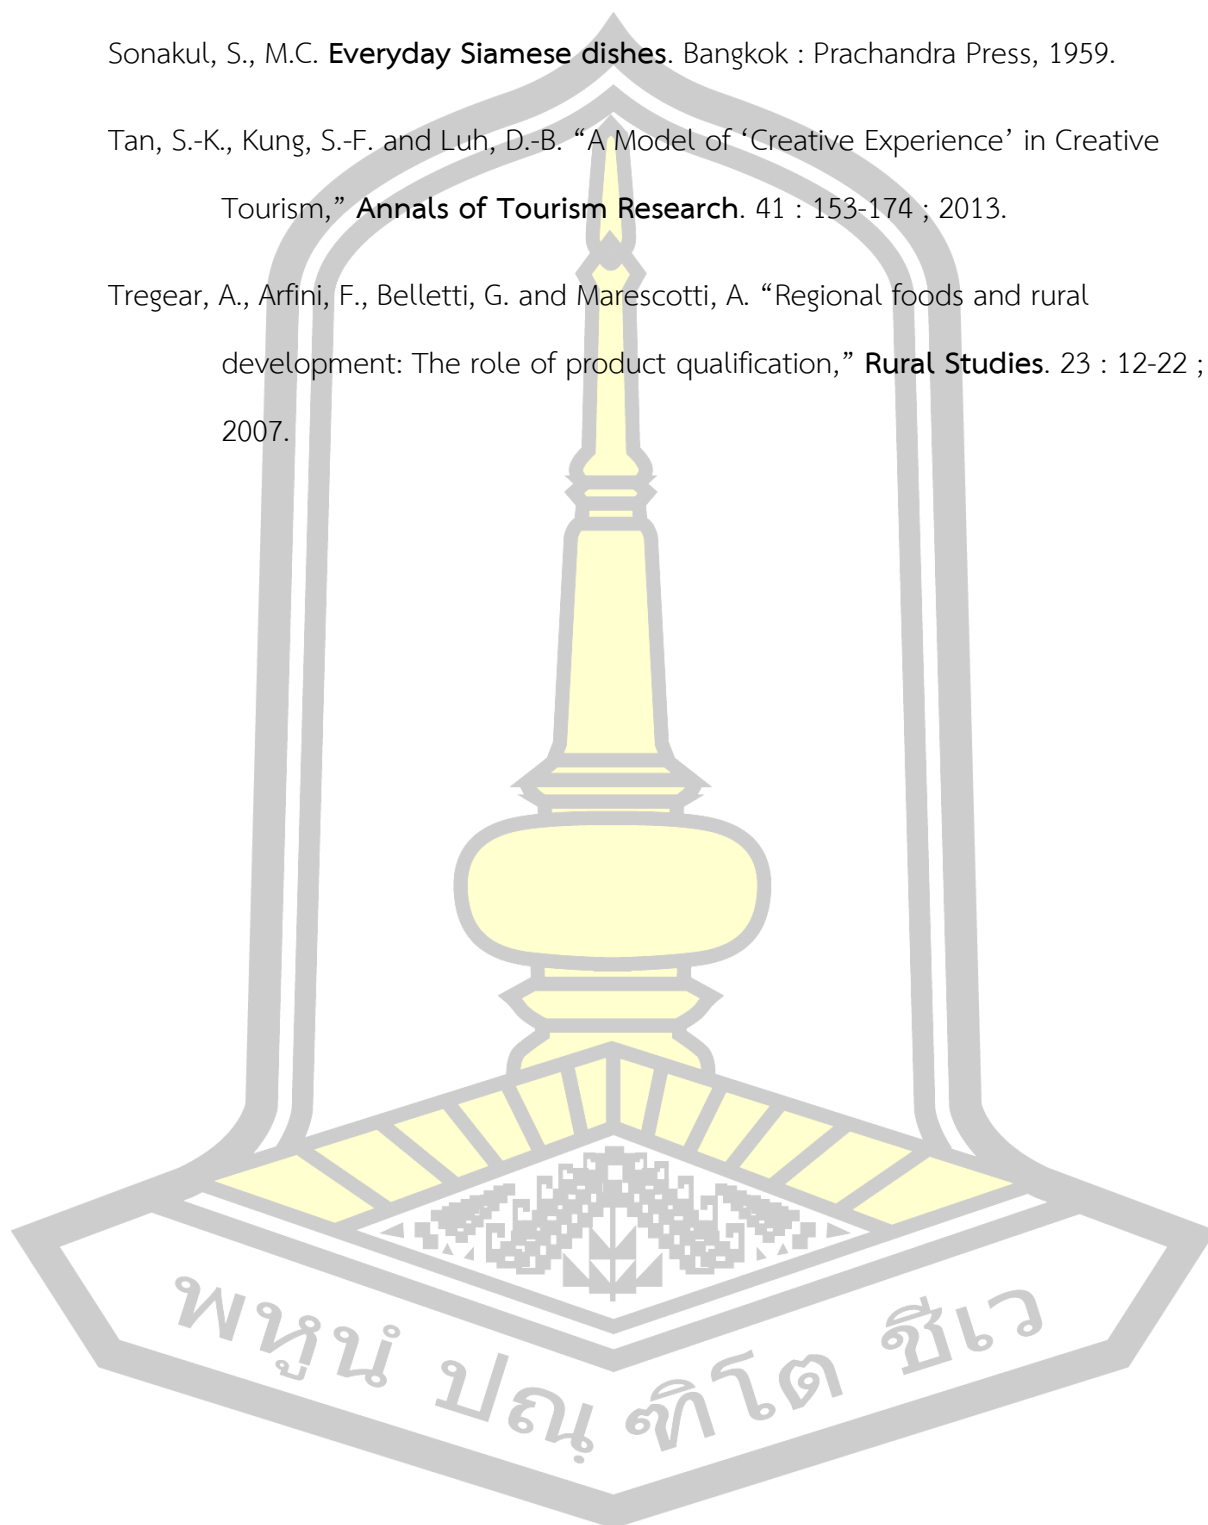 Sonakul, S., M.C. Everyday Siamese dishes. Bangkok : Prachandra Press, 1959.
Tan, S.-K., Kung, S.-F. and Luh, D.-B. “A Model of ‘Creative Experience’ in Creative
Tourism,” Annals of Tourism Research. 41 : 153-174 ; 2013.
Tregear, A., Arfini, F., Belletti, G. and Marescotti, A. “Regional foods and rural
development: The role of product qualification,” Rural Studies. 23 : 12-22 ;
2007.
พหูนํ ปณฺฑิโต ชีเว